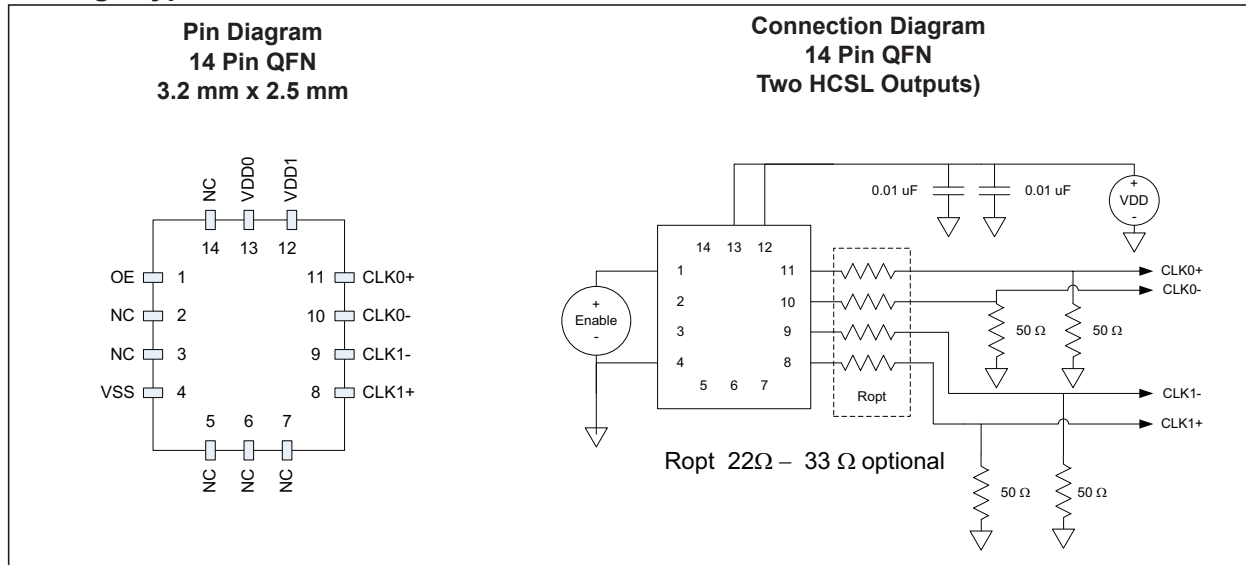 Pin Diagram
14 Pin QFN
3.2 mm x 2.5 mm
NC
VDD0
VDD1
14 13 12
OE 1
NC 2
NC 3
VSS 4
11 CLK0+
10 CLK0-
9 CLK1-
8 CLK1+
5 6 7
NC
NC
NC
Connection Diagram
14 Pin QFN
Two HCSL Outputs)
0.01 uF
0.01 uF
+
VDD
-
14 13 12
1
2
3
4
11
10
9
8
5 6 7
+
Enable
-
Ropt
CLK0+
CLK0-
50 Ω
50 Ω
CLK1-
CLK1+
50 Ω
50 Ω
Ropt 22Ω – 33 Ω optional